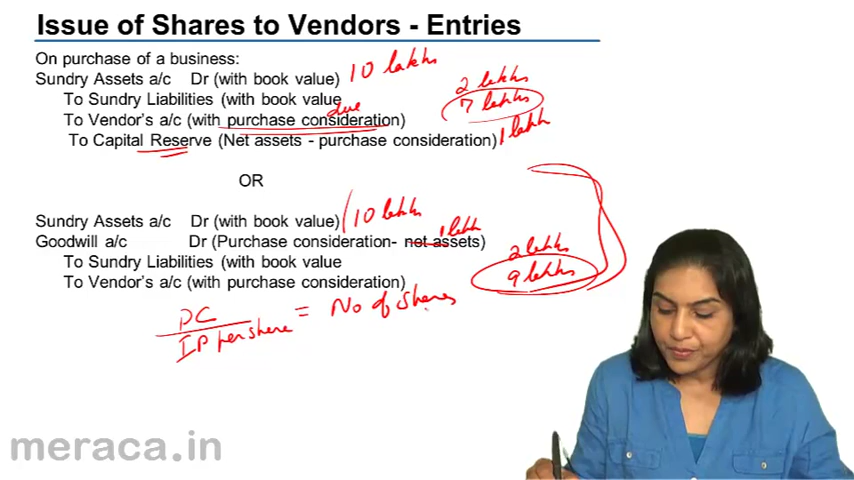 Issue of Shares to Vendors - Entries
On purchase of a business:
Sundry Assets a/c Dr (with book value) 10 lakhs
To Sundry Liabilities (with book value 2 lakhs
due
To Vendor's a/c (with purchase consideration) 7 lakhs
To Capital Reserve (Net assets - purchase consideration) 1 lakh
OR
Sundry Assets a/c Dr (with book value) 10 lakhs
Goodwill a/c Dr (Purchase consideration- net assets) 1 lakh
To Sundry Liabilities (with book value 2 lakhs
To Vendor's a/c (with purchase consideration) 9 lakhs
PC
IP per share = No of Shares
meraca.in